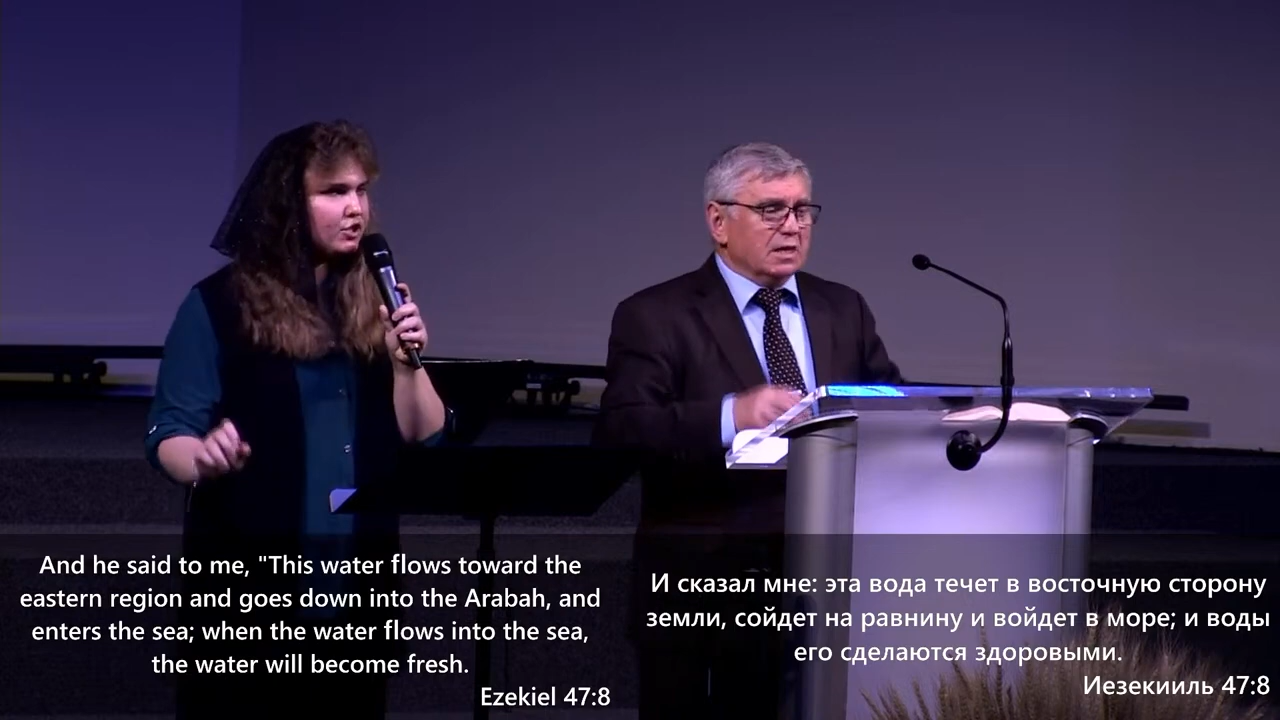 And he said to me, "This water flows toward the
eastern region and goes down into the Arabah, and
enters the sea; when the water flows into the sea,
the water will become fresh.
Ezekiel 47:8
И сказал мне: эта вода течет в восточную сторону
земли, сойдет на равнину и войдет в море; и воды
его сделаются здоровыми.
Иезекииль 47:8